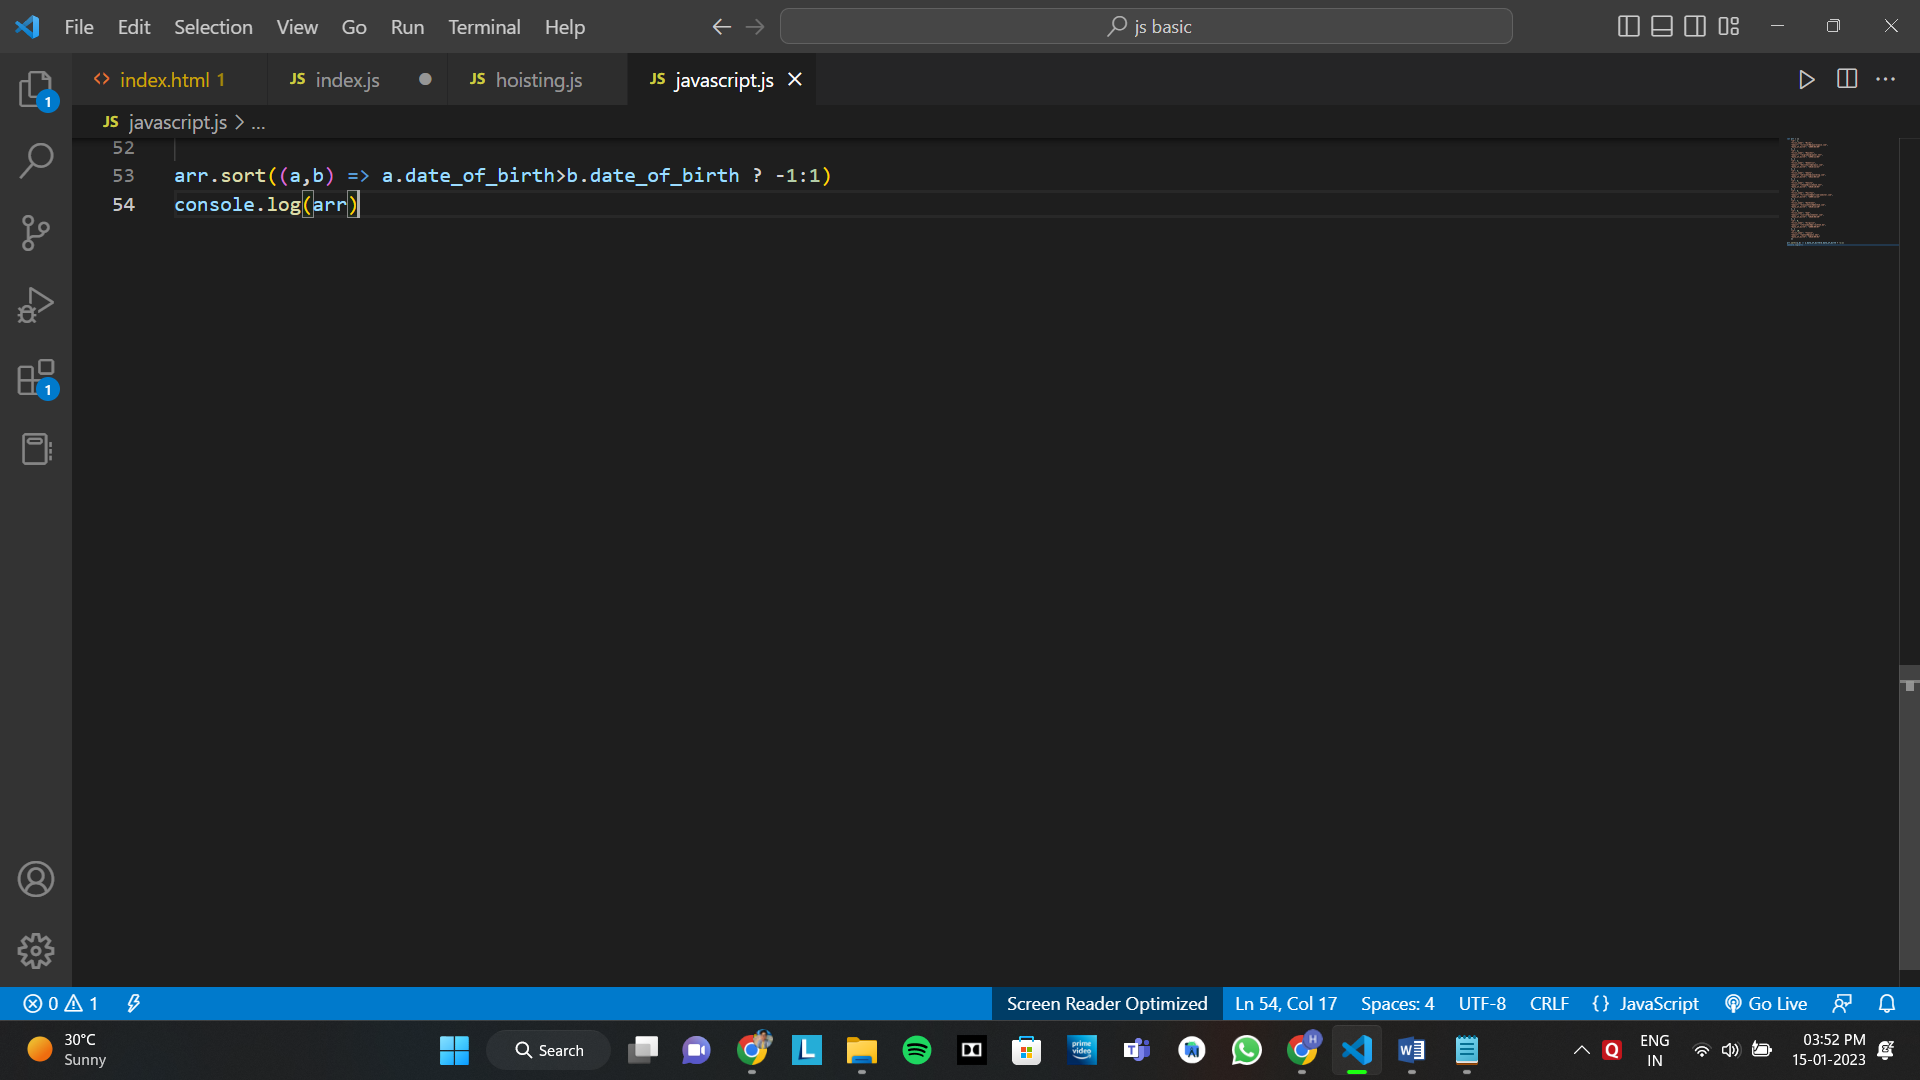 File Edit Selection View Go Run Terminal Help
js basic
index.html 1
JS index.js
JS hoisting.js
JS javascript.js
JS javascript.js > ...
52
53 arr.sort((a,b) => a.date_of_birth>b.date_of_birth ? -1:1)
54 console.log(arr)
1
1
0 1
Screen Reader Optimized
Ln 54, Col 17
Spaces: 4
UTF-8
CRLF
{ } JavaScript
Go Live
30°C
Sunny
Search
L
prime video
H
W
Q
ENG
IN
03:52 PM
15-01-2023